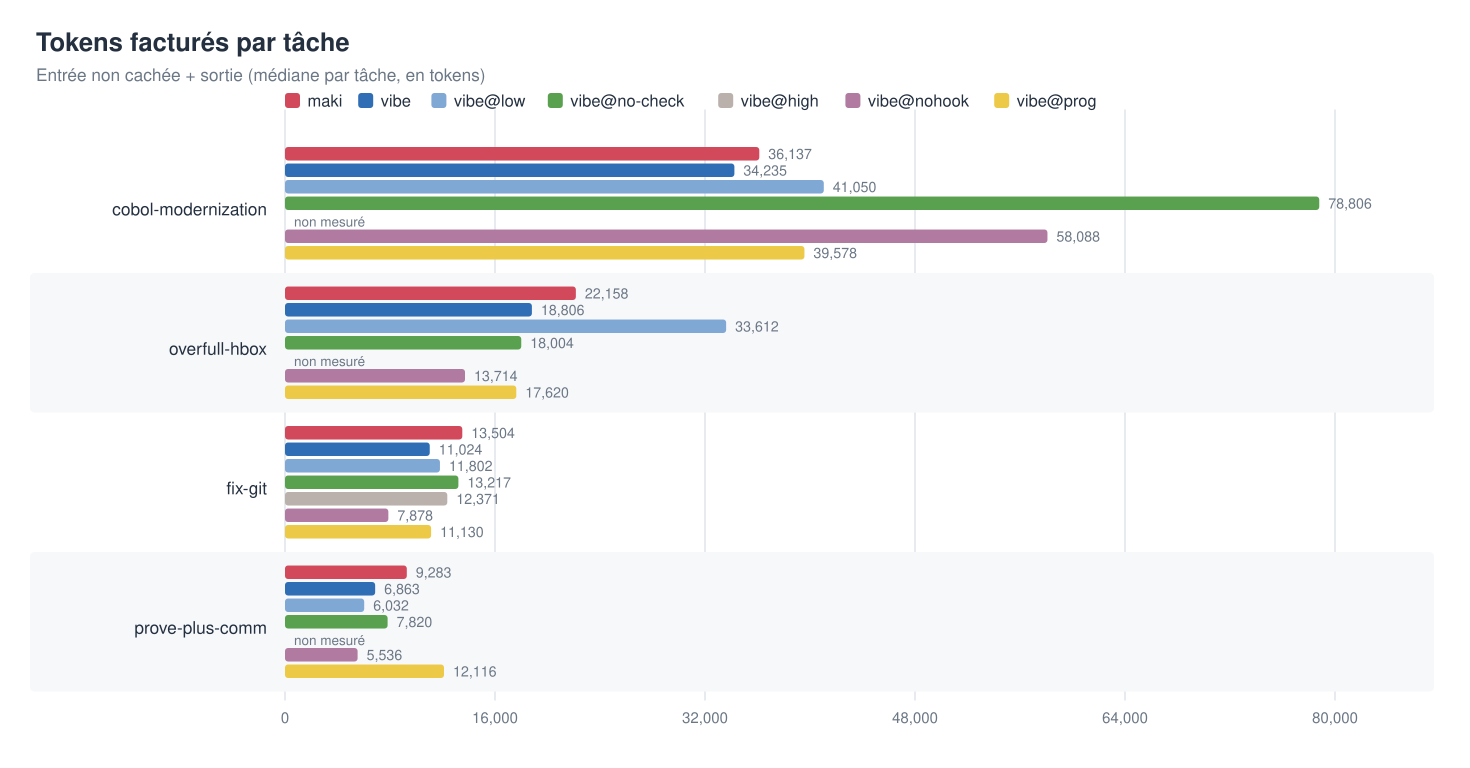 Tokens facturés par tâche
Entrée non cachée + sortie (médiane par tâche, en tokens)
maki vibe vibe@low vibe@no-check vibe@high vibe@nohook vibe@prog
cobol-modernization
36,137
34,235
41,050
78,806
non mesuré
58,088
39,578
overfull-hbox
22,158
18,806
33,612
18,004
non mesuré
13,714
17,620
fix-git
13,504
11,024
11,802
13,217
12,371
7,878
11,130
prove-plus-comm
9,283
6,863
6,032
7,820
non mesuré
5,536
12,116
0 16,000 32,000 48,000 64,000 80,000